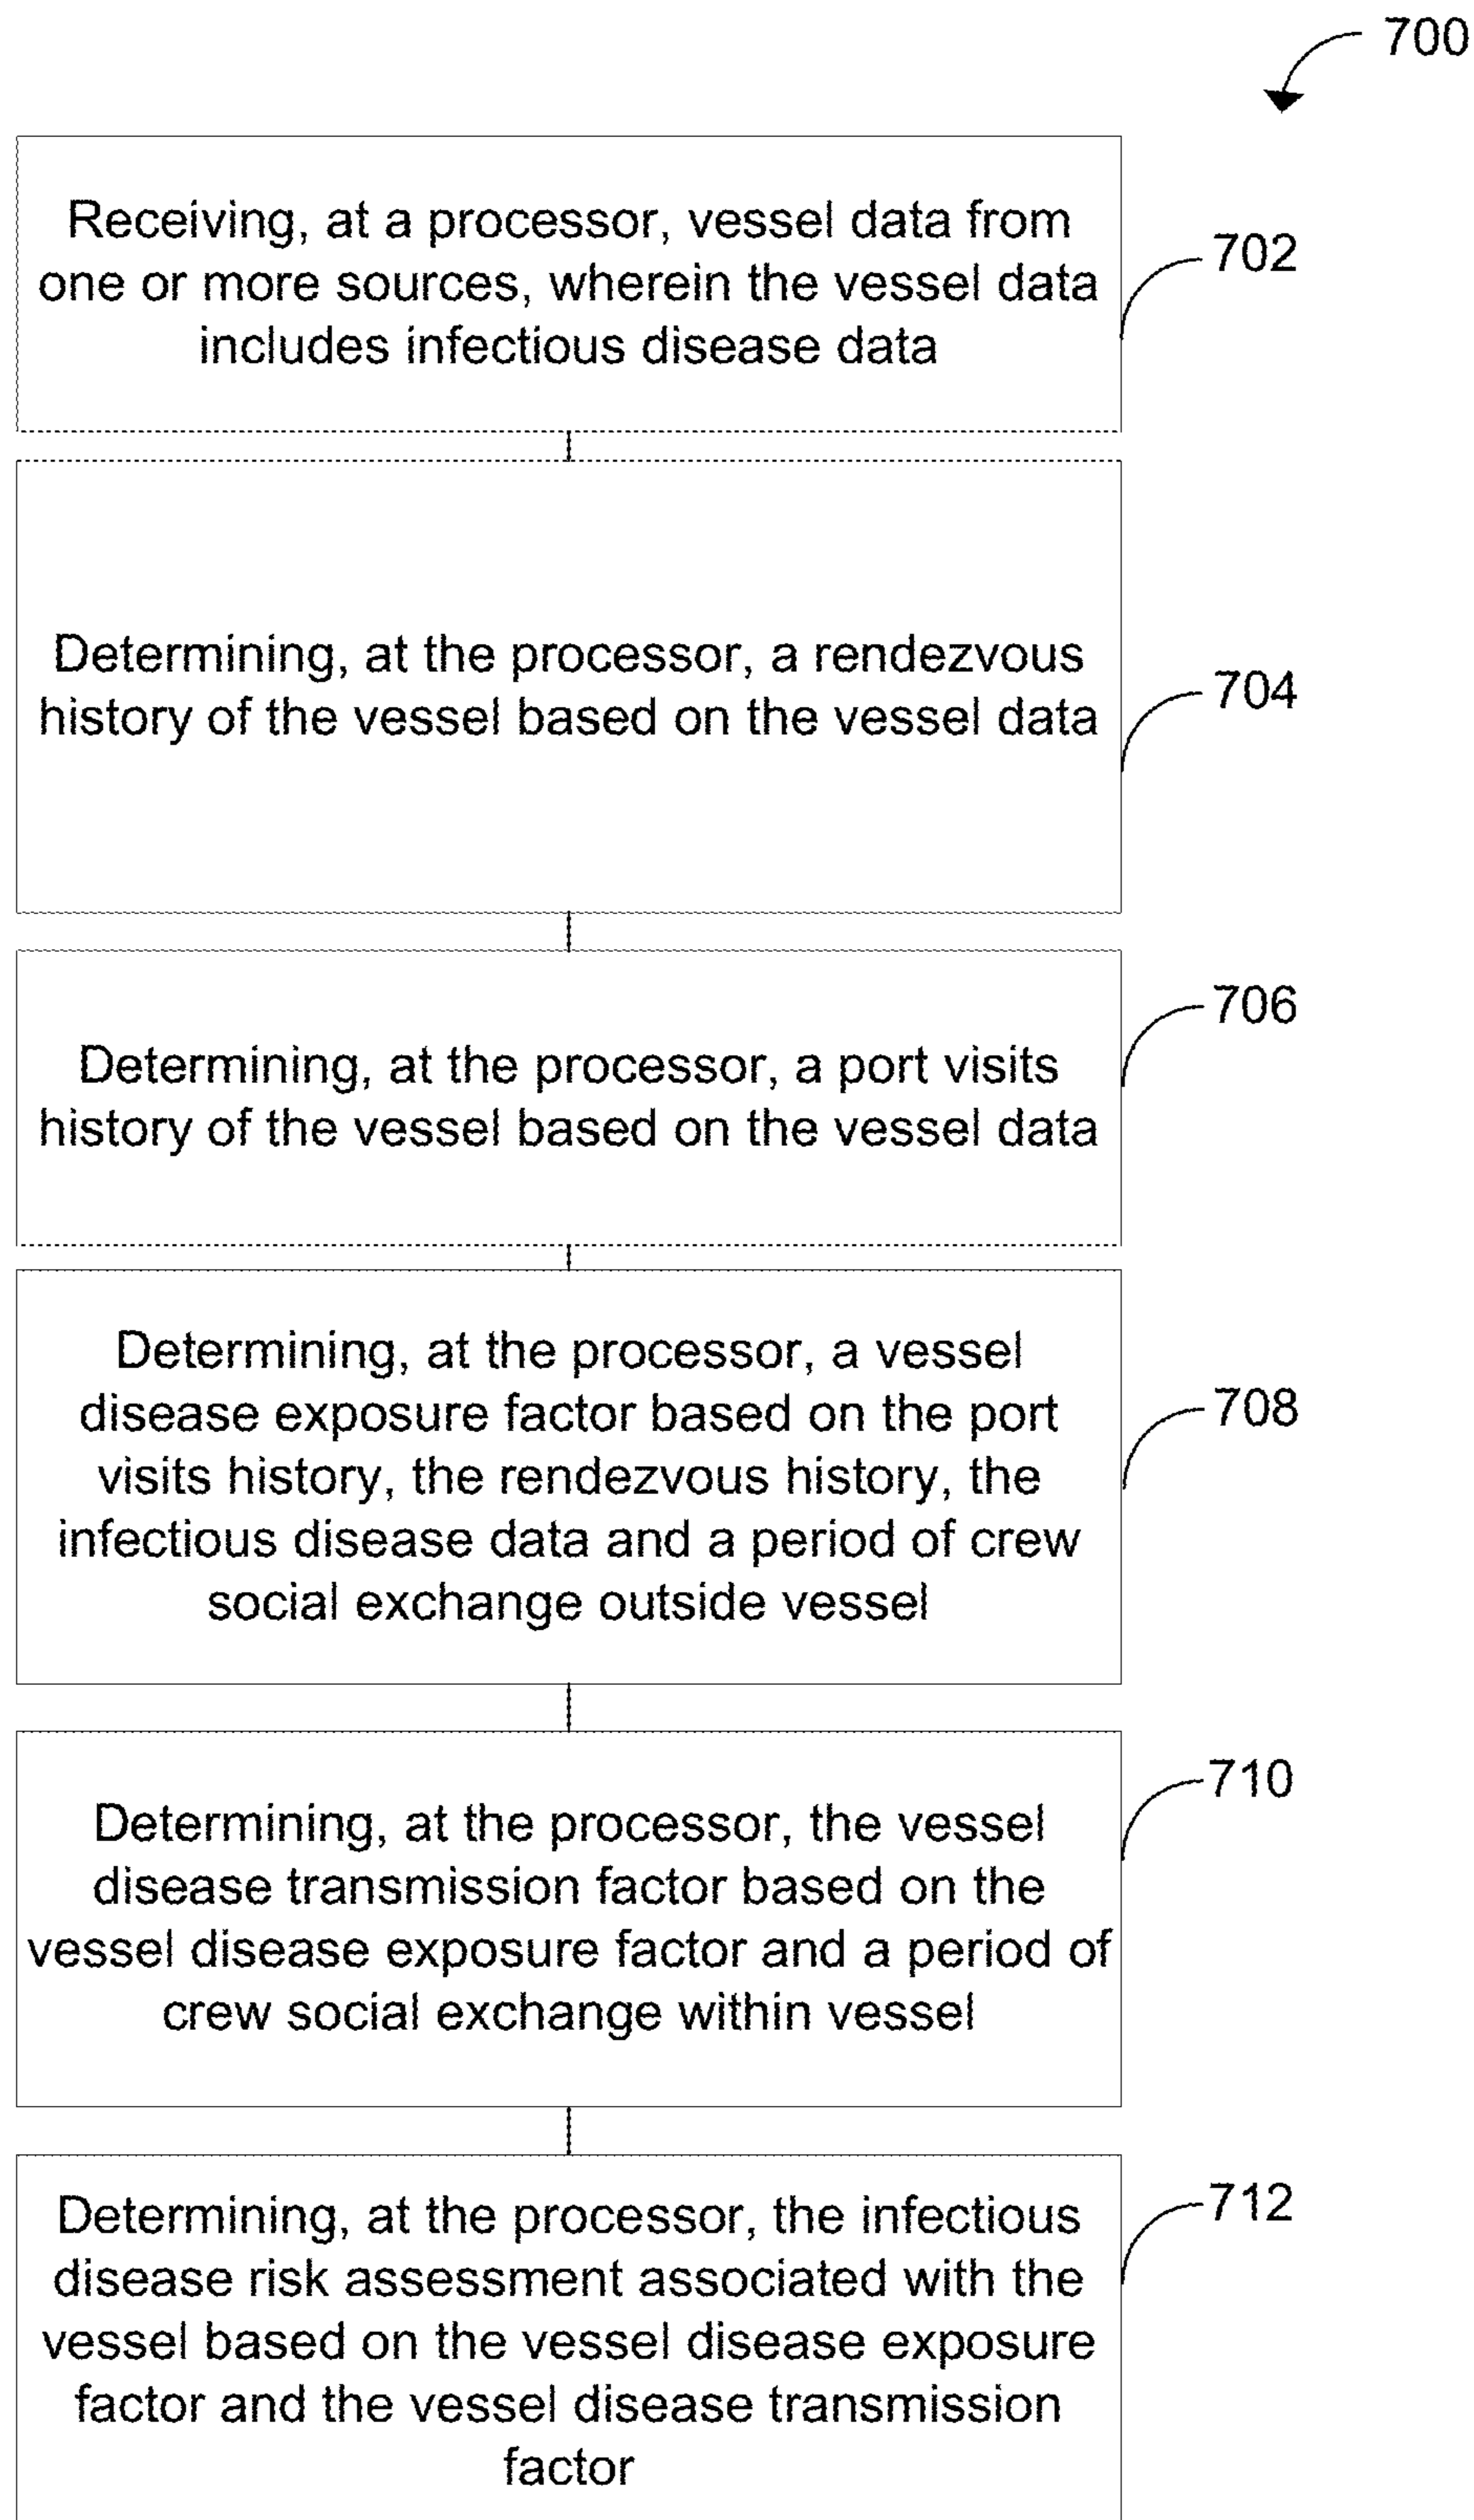 700
Receiving, at a processor, vessel data from
one or more sources, wherein the vessel data
includes infectious disease data
702
Determining, at the processor, a rendezvous
history of the vessel based on the vessel data
704
Determining, at the processor, a port visits
history of the vessel based on the vessel data
706
Determining, at the processor, a vessel
disease exposure factor based on the port
visits history, the rendezvous history, the
infectious disease data and a period of crew
social exchange outside vessel
708
Determining, at the processor, the vessel
disease transmission factor based on the
vessel disease exposure factor and a period of
crew social exchange within vessel
710
Determining, at the processor, the infectious
disease risk assessment associated with the
vessel based on the vessel disease exposure
factor and the vessel disease transmission
factor
712